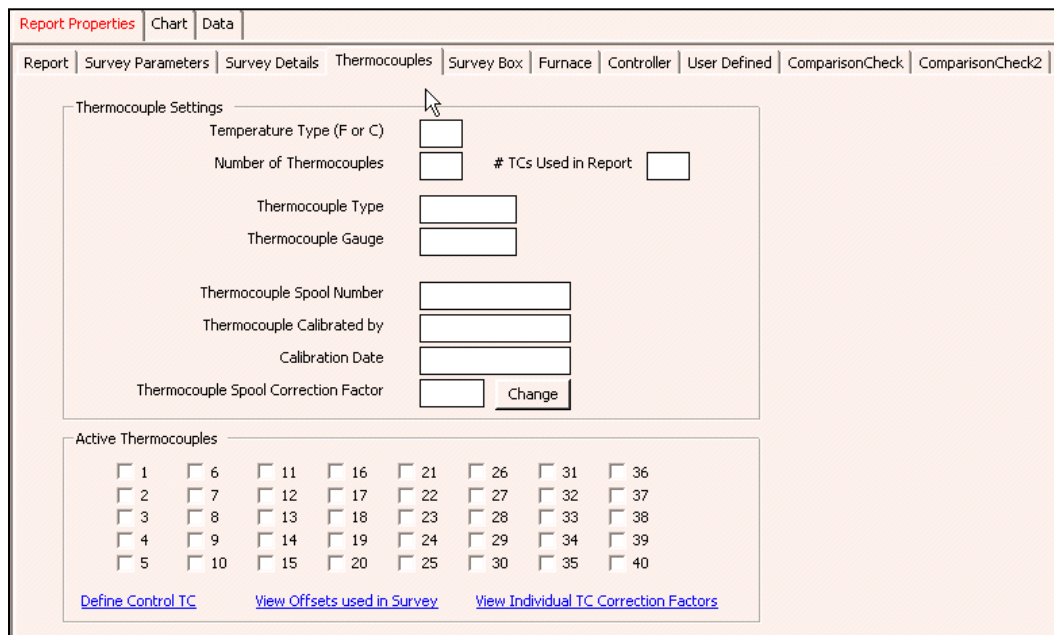 Report Properties Chart Data
Report Survey Parameters Survey Details Thermocouples Survey Box Furnace Controller User Defined ComparisonCheck ComparisonCheck2
Thermocouple Settings
Temperature Type (F or C)
Number of Thermocouples # TCs Used in Report
Thermocouple Type
Thermocouple Gauge
Thermocouple Spool Number
Thermocouple Calibrated by
Calibration Date
Thermocouple Spool Correction Factor Change
Active Thermocouples
1 6 11 16 21 26 31 36
2 7 12 17 22 27 32 37
3 8 13 18 23 28 33 38
4 9 14 19 24 29 34 39
5 10 15 20 25 30 35 40
Define Control TC View Offsets used in Survey View Individual TC Correction Factors